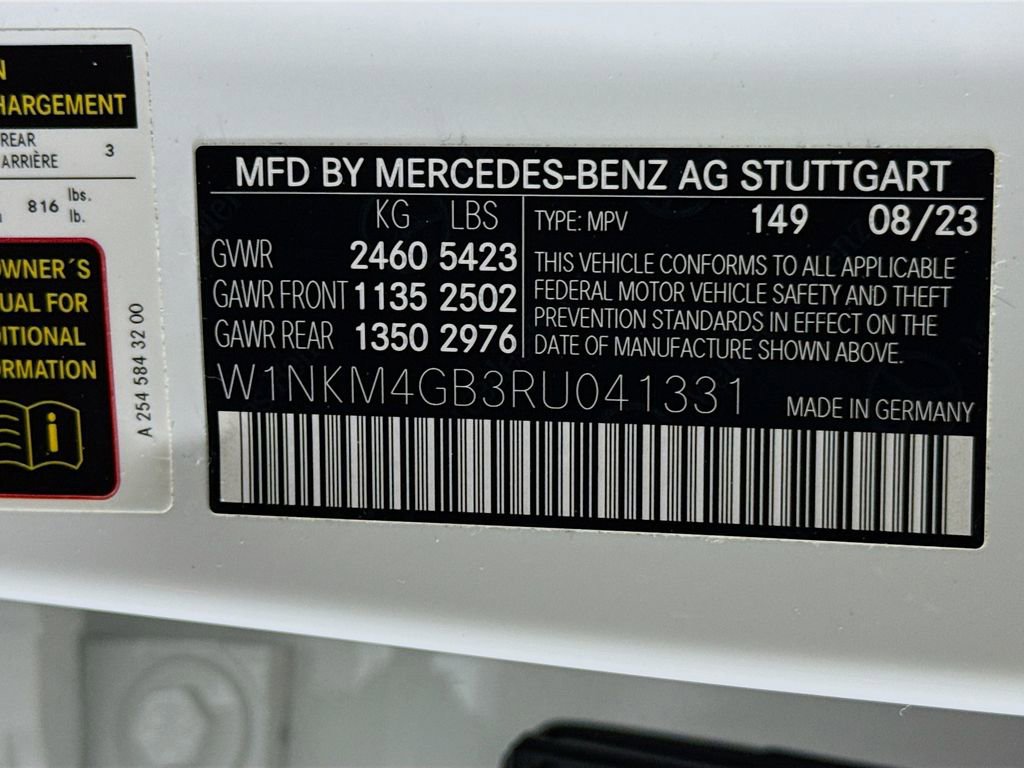 N
HARGEMENT
REAR
ARRIÈRE 3
816 lbs.
lb.
OWNER´S
UAL FOR
DITIONAL
ORMATION
i
A 254 584 32 00
MFD BY MERCEDES-BENZ AG STUTTGART
KG LBS
GVWR 2460 5423
GAWR FRONT 1135 2502
GAWR REAR 1350 2976
TYPE: MPV 149 08/23
THIS VEHICLE CONFORMS TO ALL APPLICABLE
FEDERAL MOTOR VEHICLE SAFETY AND THEFT
PREVENTION STANDARDS IN EFFECT ON THE
DATE OF MANUFACTURE SHOWN ABOVE.
W1NKM4GB3RU041331
MADE IN GERMANY